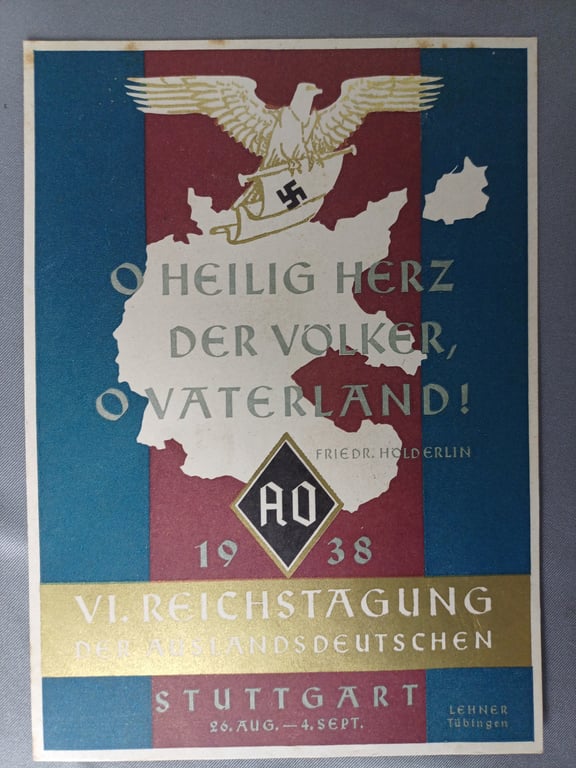 O HEILIG HERZ
DER VÖLKER,
O VATERLAND!
FRIEDR. HÖLDERLIN
AO
19 38
VI. REICHSTAGUNG
DER AUSLANDSDEUTSCHEN
STUTTGART
26. AUG. — 4. SEPT.
LEHNER
Tübingen